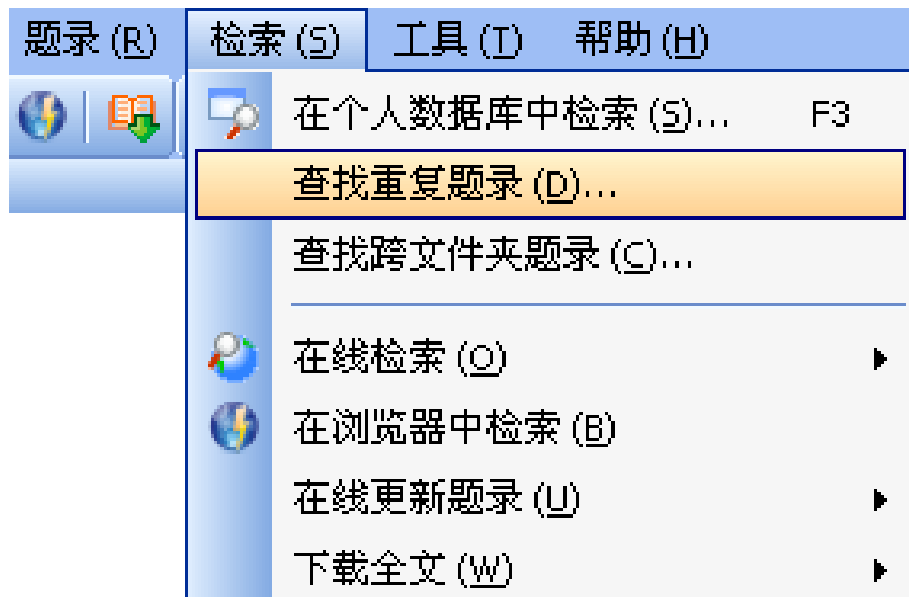 题录(R) 检索(S) 工具(T) 帮助(H)
在个人数据库中检索(S)... F3
查找重复题录(D)...
查找跨文件夹题录(C)...
在线检索(O)
在浏览器中检索(B)
在线更新题录(U)
下载全文(W)